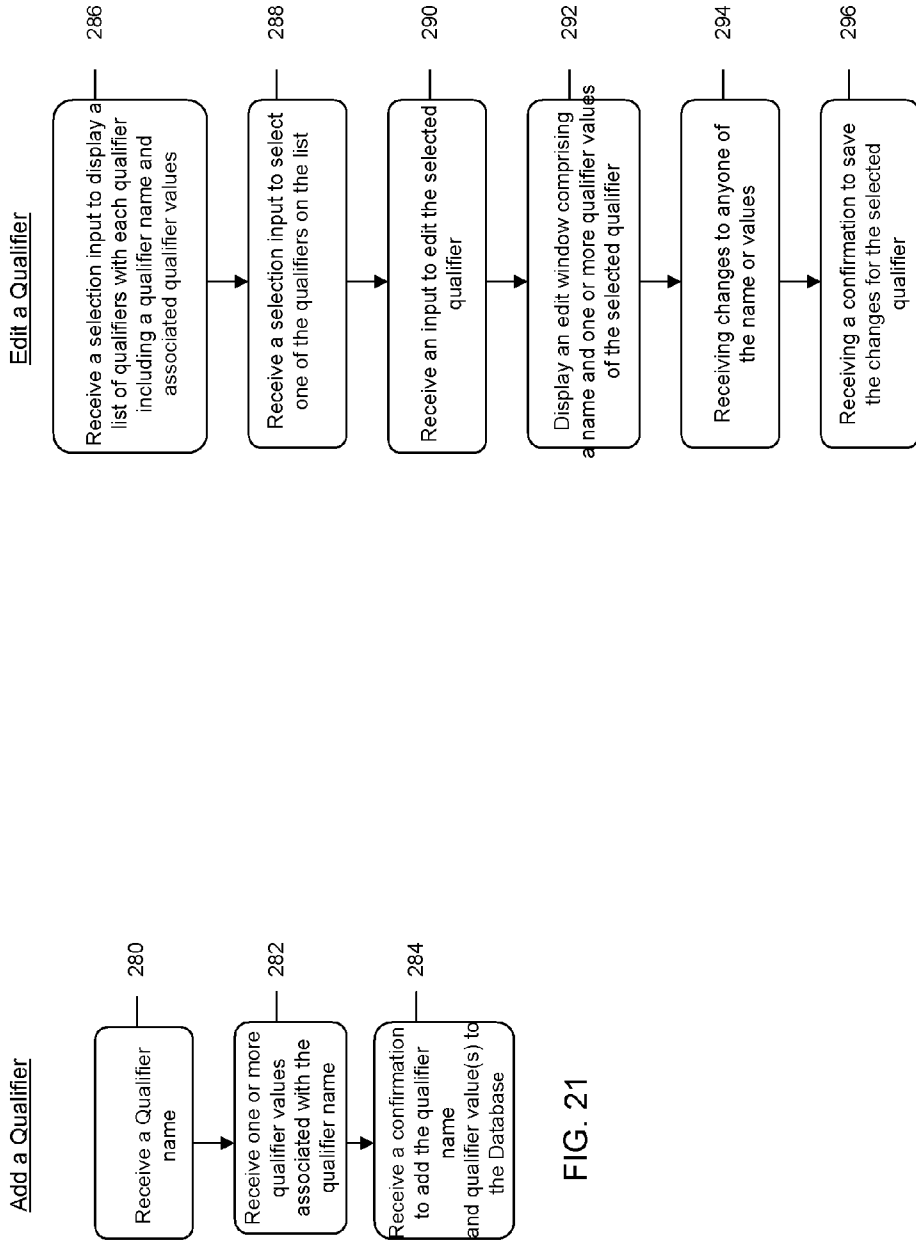 Add a Qualifier
Receive a Qualifier
name
280
Receive one or more
qualifier values
associated with the
qualifier name
282
Receive a confirmation
to add the qualifier
name
and qualifier value(s) to
the Database
284
FIG. 21
Edit a Qualifier
Receive a selection input to display a
list of qualifiers with each qualifier
including a qualifier name and
associated qualifier values
286
Receive a selection input to select
one of the qualifiers on the list
288
Receive an input to edit the selected
qualifier
290
Display an edit window comprising
a name and one or more qualifier values
of the selected qualifier
292
Receiving changes to anyone of
the name or values
294
Receiving a confirmation to save
the changes for the selected
qualifier
296